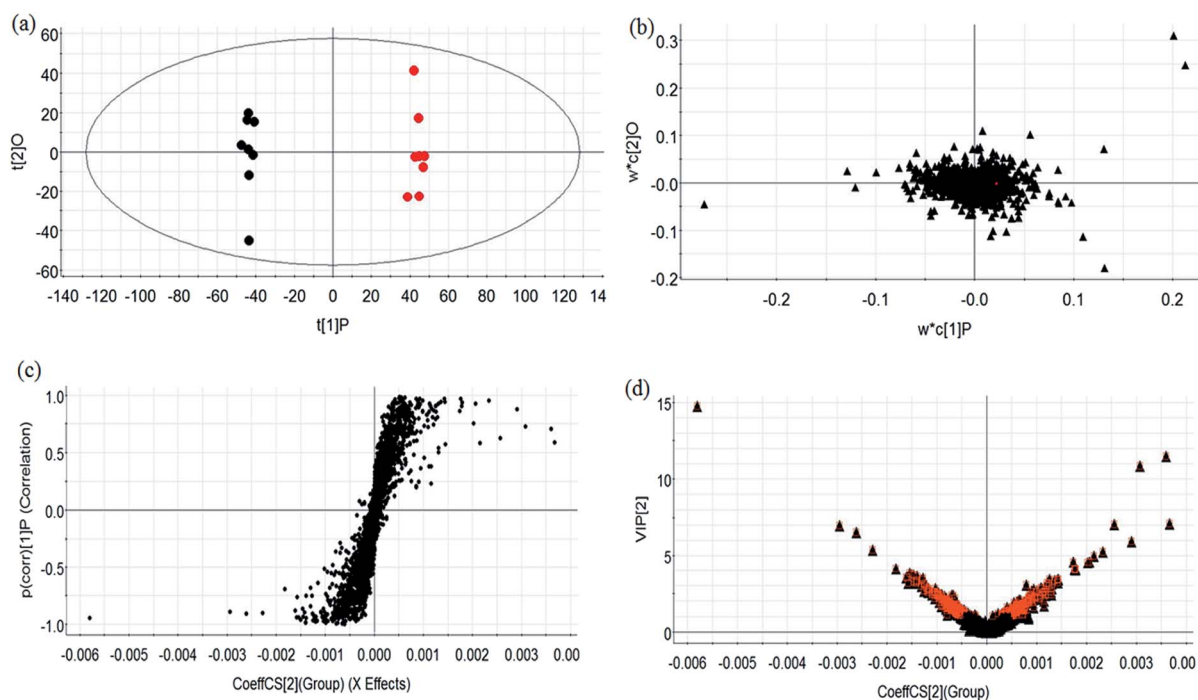 (a)
60
40
20
0
-20
-40
-60
t[2]O
-140 -120 -100 -80 -60 -40 -20 0 20 40 60 80 100 120 14
t[1]P
(b)
0.3
0.2
0.1
-0.0
-0.1
-0.2
w*c[2]O
-0.2 -0.1 -0.0 0.1 0.2
w*c[1]P
(c)
1.0
0.5
0.0
-0.5
-1.0
p(corr)[1]P (Correlation)
-0.006 -0.005 -0.004 -0.003 -0.002 -0.001 0.000 0.001 0.002 0.003 0.00
CoeffCS[2](Group) (X Effects)
(d)
15
10
5
0
VIP[2]
-0.006 -0.005 -0.004 -0.003 -0.002 -0.001 0.000 0.001 0.002 0.003 0.00
CoeffCS[2](Group)